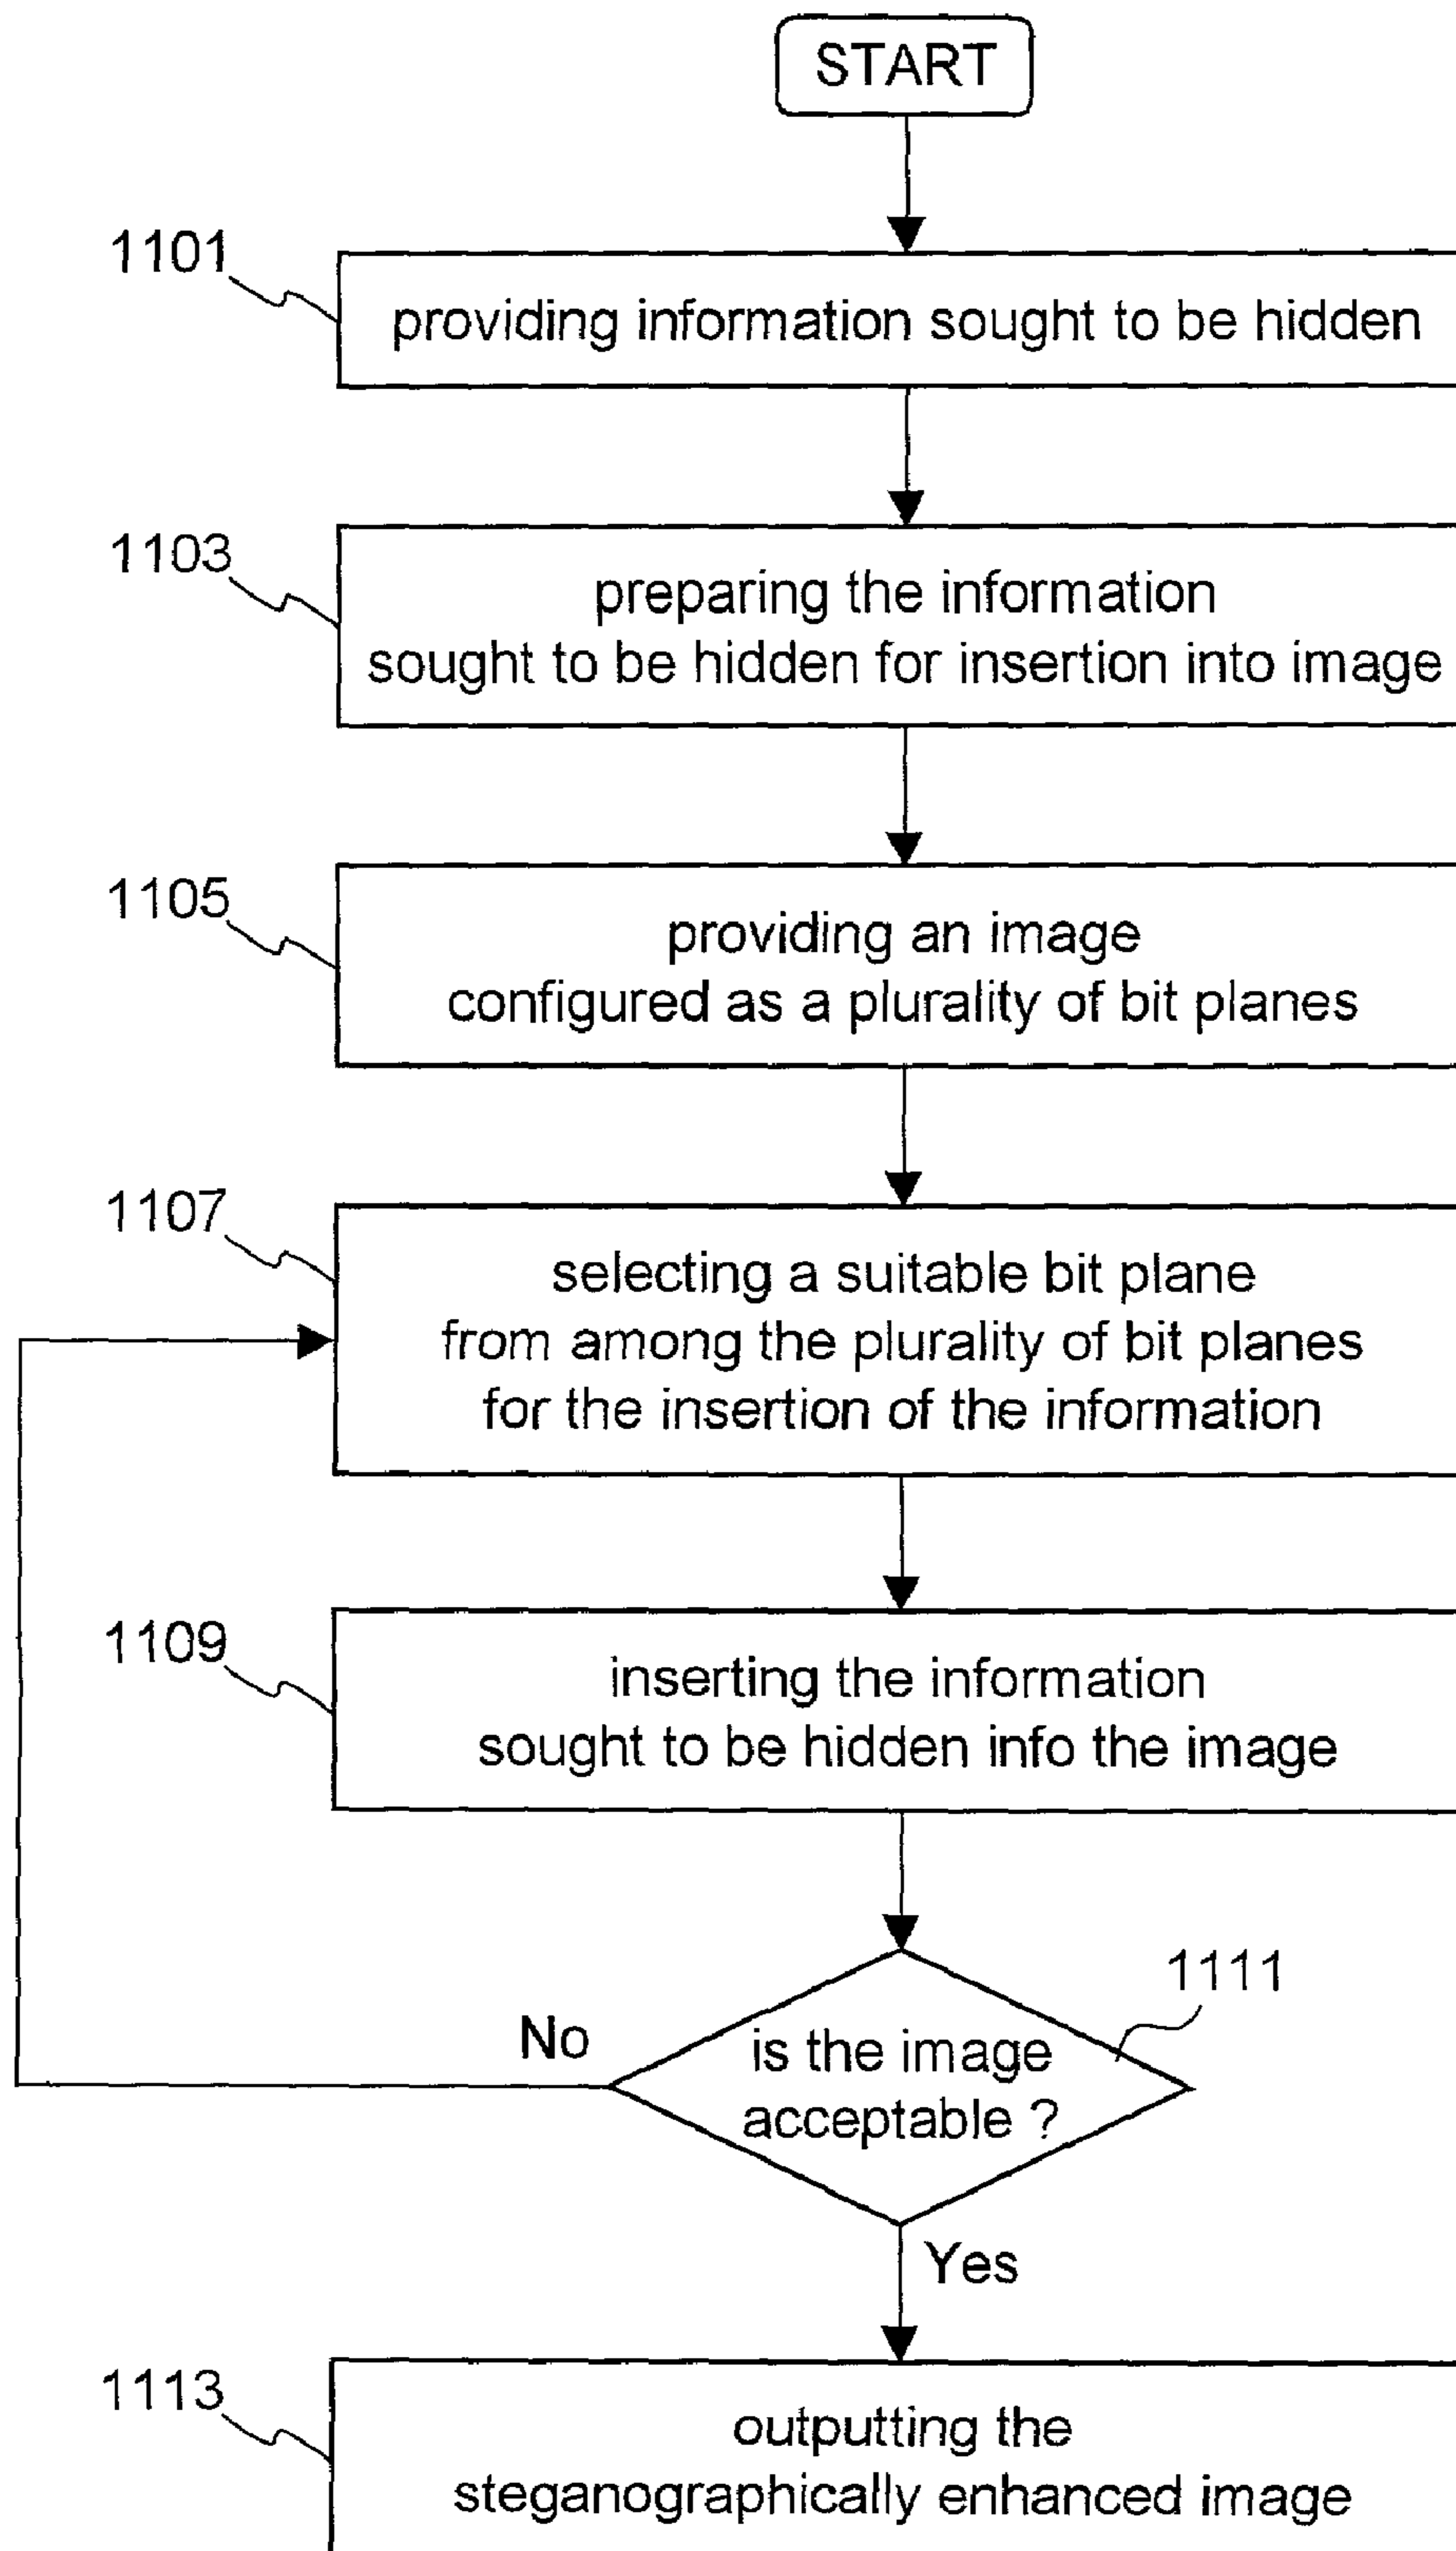 START
1101
providing information sought to be hidden
1103
preparing the information
sought to be hidden for insertion into image
1105
providing an image
configured as a plurality of bit planes
1107
selecting a suitable bit plane
from among the plurality of bit planes
for the insertion of the information
1109
inserting the information
sought to be hidden info the image
1111
No
is the image
acceptable ?
Yes
1113
outputting the
steganographically enhanced image